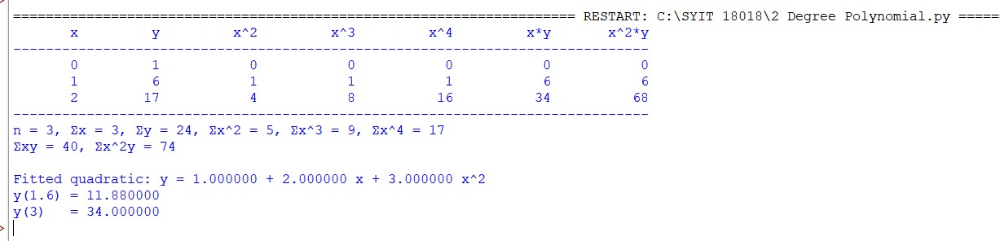 ======================================================================= RESTART: C:\SYIT 18018\2 Degree Polynomial.py =====
x y x^2 x^3 x^4 x*y x^2*y
------------------------------------------------------------------------------
0 1 0 0 0 0 0
1 6 1 1 1 6 6
2 17 4 8 16 34 68
------------------------------------------------------------------------------
n = 3, Σx = 3, Σy = 24, Σx^2 = 5, Σx^3 = 9, Σx^4 = 17
Σxy = 40, Σx^2y = 74
Fitted quadratic: y = 1.000000 + 2.000000 x + 3.000000 x^2
y(1.6) = 11.880000
y(3) = 34.000000
>